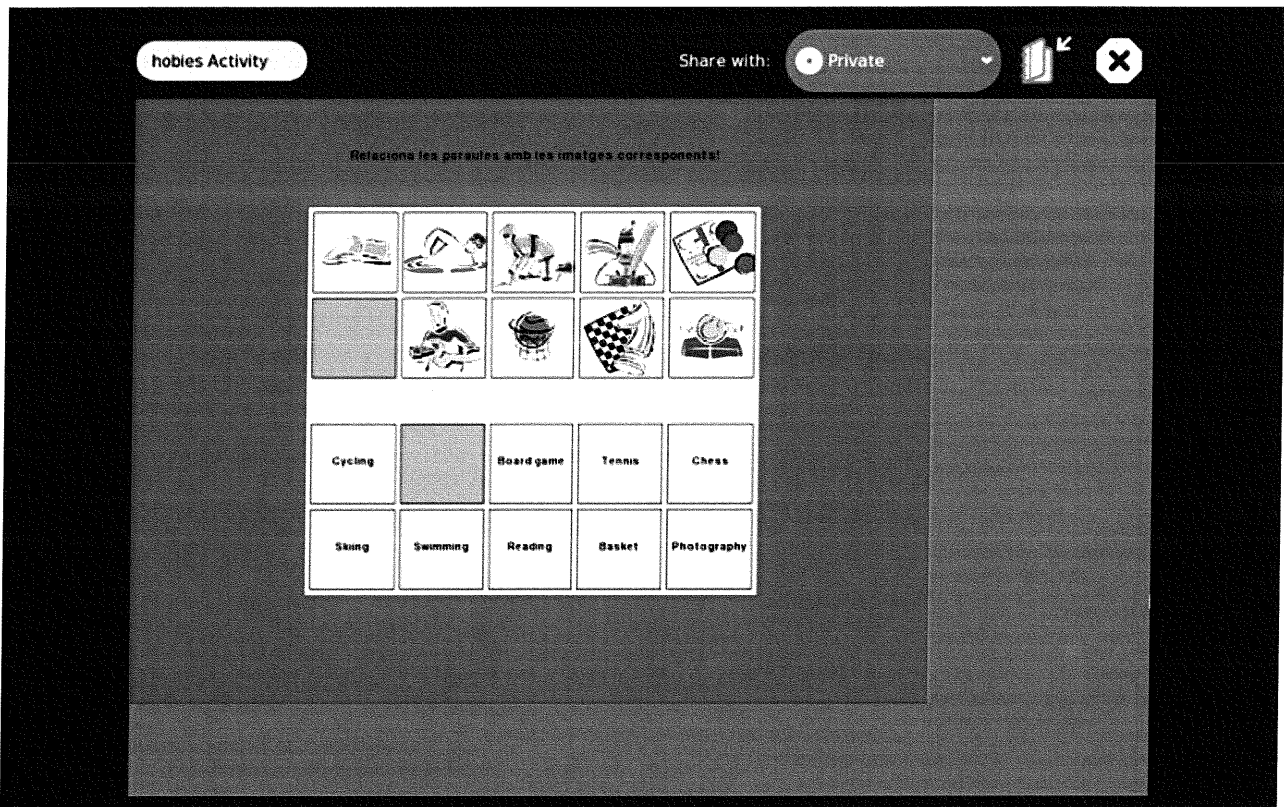 hobies Activity
Share with: Private
Relaciona les paraules amb les imatges corresponents!
Cycling
Board game
Tennis
Chess
Skiing
Swimming
Reading
Basket
Photography